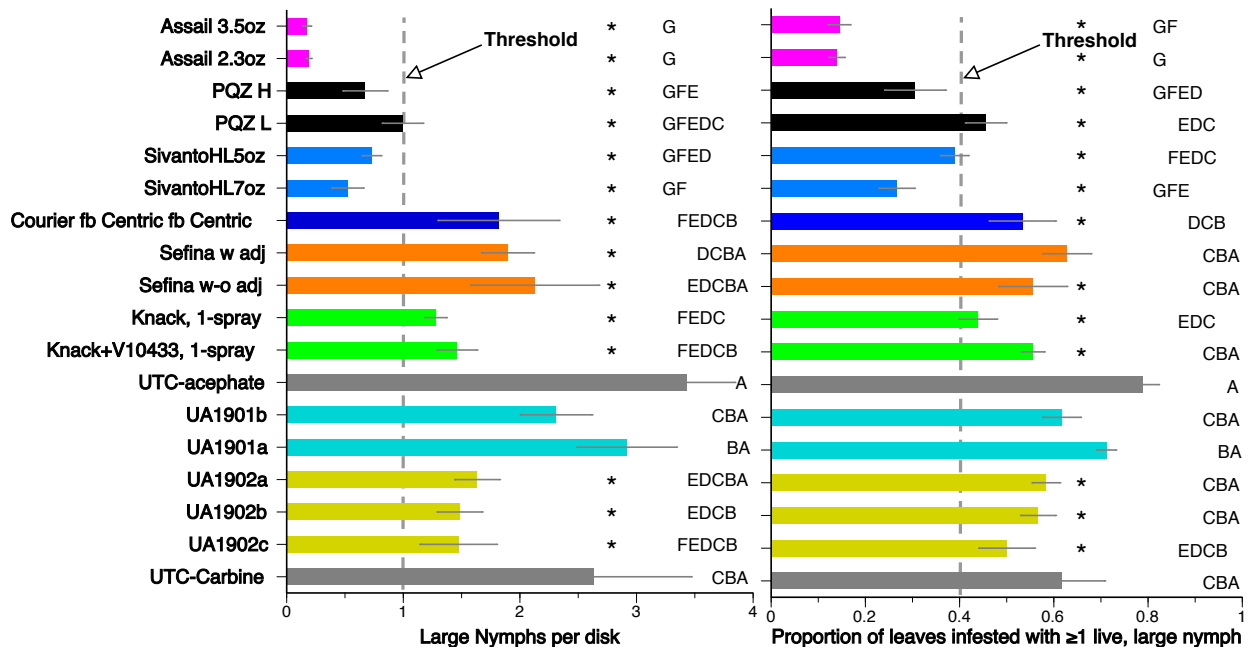 Assail 3.5oz * G * GF
Threshold Threshold
Assail 2.3oz * G * G
PQZ H * GFE * GFED
PQZ L * GFEDC * EDC
SivantoHL5oz * GFED * FEDC
SivantoHL7oz * GF * GFE
Courier fb Centric fb Centric * FEDCB * DCB
Sefina w adj * DCBA CBA
Sefina w-o adj * EDCBA * CBA
Knack, 1-spray * FEDC * EDC
Knack+V10433, 1-spray * FEDCB * CBA
UTC-acephate A A
UA1901b CBA CBA
UA1901a BA BA
UA1902a * EDCBA * CBA
UA1902b * EDCB * CBA
UA1902c * FEDCB * EDCB
UTC-Carbine CBA CBA
0 1 2 3 4 0 0.2 0.4 0.6 0.8 1
Large Nymphs per disk Proportion of leaves infested with ≥1 live, large nymph